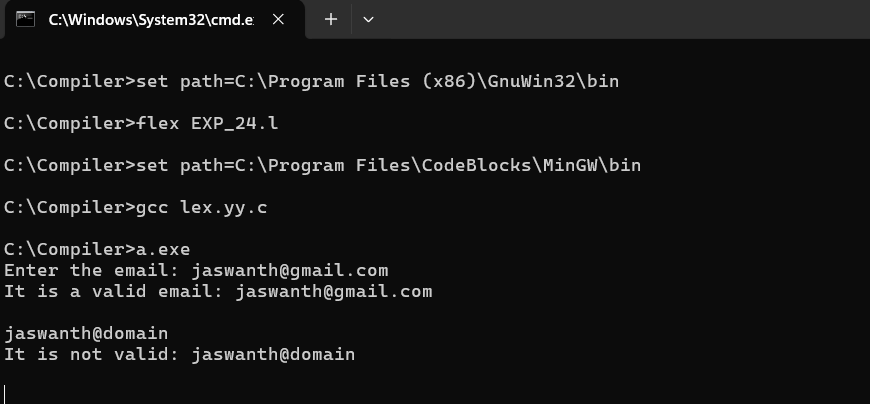 C:\Windows\System32\cmd.e
C:\Compiler>set path=C:\Program Files (x86)\GnuWin32\bin
C:\Compiler>flex EXP_24.l
C:\Compiler>set path=C:\Program Files\CodeBlocks\MinGW\bin
C:\Compiler>gcc lex.yy.c
C:\Compiler>a.exe
Enter the email: jaswanth@gmail.com
It is a valid email: jaswanth@gmail.com
jaswanth@domain
It is not valid: jaswanth@domain